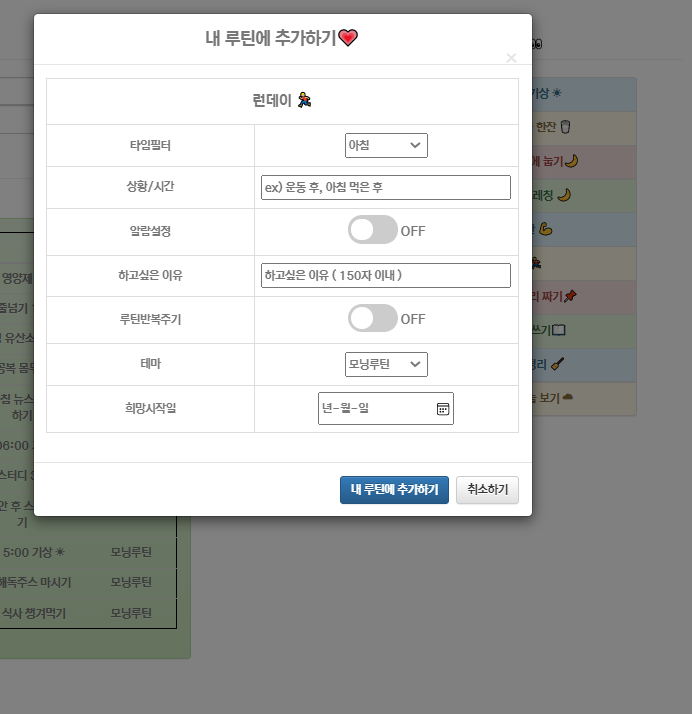 내 루틴에 추가하기
×
런데이
타임필터
아침
상황/시간
ex) 운동 후, 아침 먹은 후
알람설정
OFF
하고싶은 이유
하고싶은 이유 ( 150자 이내 )
루틴반복주기
OFF
테마
모닝루틴
희망시작일
년-월-일
내 루틴에 추가하기
취소하기
기상
한잔
에 눕기
레칭
리 짜기
쓰기
정리
보기
영양제
줄넘기
유산소
공복
침 뉴스
하기
06:00
스터디
안 후 스
기
5:00 기상
모닝루틴
해독주스 마시기
모닝루틴
식사 챙겨먹기
모닝루틴